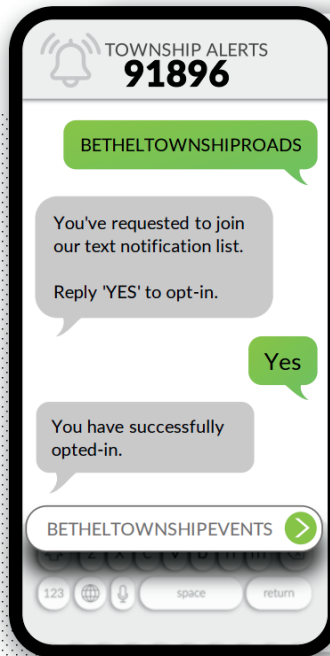 TOWNSHIP ALERTS
91896
BETHELTOWNSHIPROADS
You've requested to join
our text notification list.
Reply 'YES' to opt-in.
Yes
You have successfully
opted-in.
BETHELTOWNSHIPEVENTS
123 space return